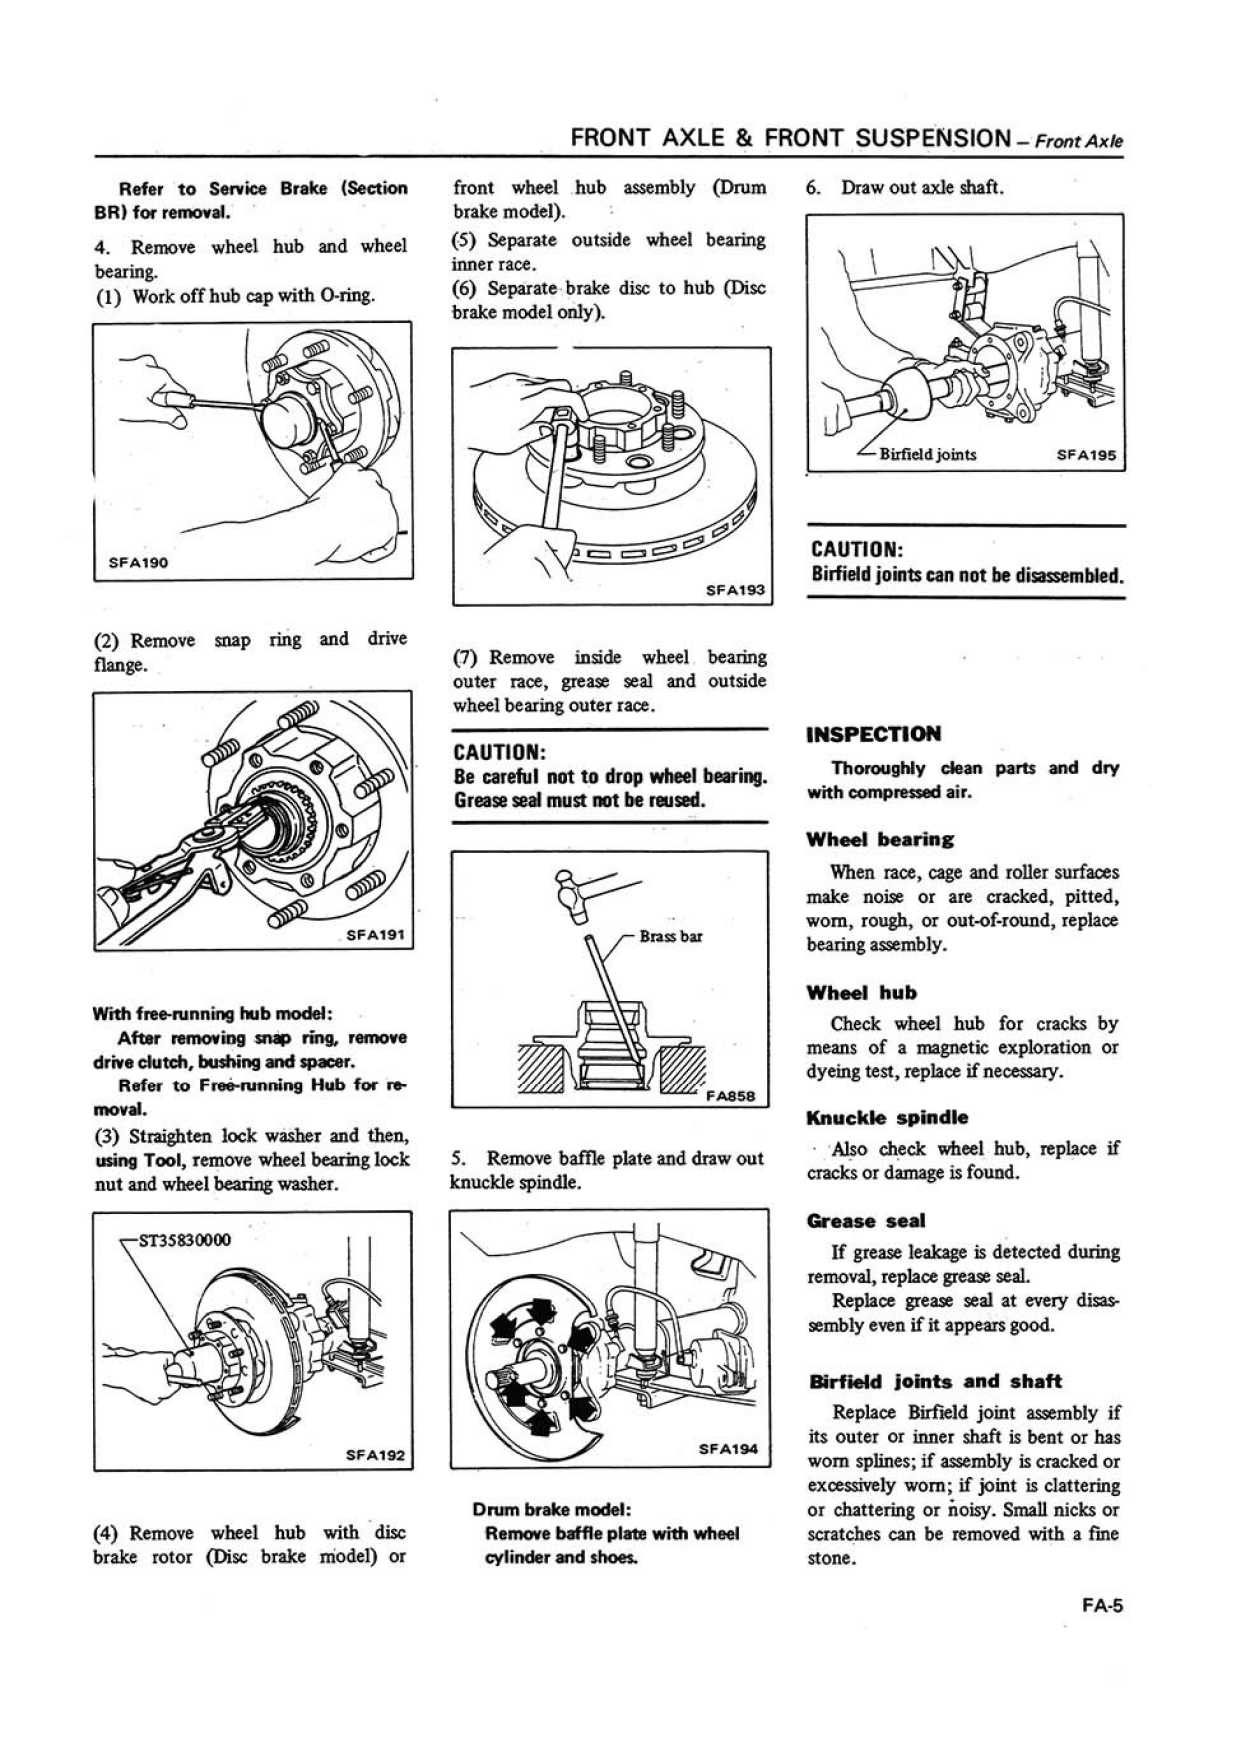 FRONT AXLE & FRONT SUSPENSION – Front Axle
Refer to Service Brake (Section
BR) for removal.
4. Remove wheel hub and wheel
bearing.
(1) Work off hub cap with O-ring.
SFA190
(2) Remove snap ring and drive
flange.
SFA191
With free-running hub model:
After removing snap ring, remove
drive clutch, bushing and spacer.
Refer to Free-running Hub for re-
moval.
(3) Straighten lock washer and then,
using Tool, remove wheel bearing lock
nut and wheel bearing washer.
ST35830000
SFA192
(4) Remove wheel hub with disc
brake rotor (Disc brake model) or
front wheel hub assembly (Drum
brake model).
(5) Separate outside wheel bearing
inner race.
(6) Separate brake disc to hub (Disc
brake model only).
SFA193
(7) Remove inside wheel bearing
outer race, grease seal and outside
wheel bearing outer race.
CAUTION:
Be careful not to drop wheel bearing.
Grease seal must not be reused.
Brass bar
FA858
5. Remove baffle plate and draw out
knuckle spindle.
SFA194
Drum brake model:
Remove baffle plate with wheel
cylinder and shoes.
6. Draw out axle shaft.
Birfield joints
SFA195
CAUTION:
Birfield joints can not be disassembled.
INSPECTION
Thoroughly clean parts and dry
with compressed air.
Wheel bearing
When race, cage and roller surfaces
make noise or are cracked, pitted,
worn, rough, or out-of-round, replace
bearing assembly.
Wheel hub
Check wheel hub for cracks by
means of a magnetic exploration or
dyeing test, replace if necessary.
Knuckle spindle
Also check wheel hub, replace if
cracks or damage is found.
Grease seal
If grease leakage is detected during
removal, replace grease seal.
Replace grease seal at every disas-
sembly even if it appears good.
Birfield joints and shaft
Replace Birfield joint assembly if
its outer or inner shaft is bent or has
worn splines; if assembly is cracked or
excessively worn; if joint is clattering
or chattering or noisy. Small nicks or
scratches can be removed with a fine
stone.
FA-5